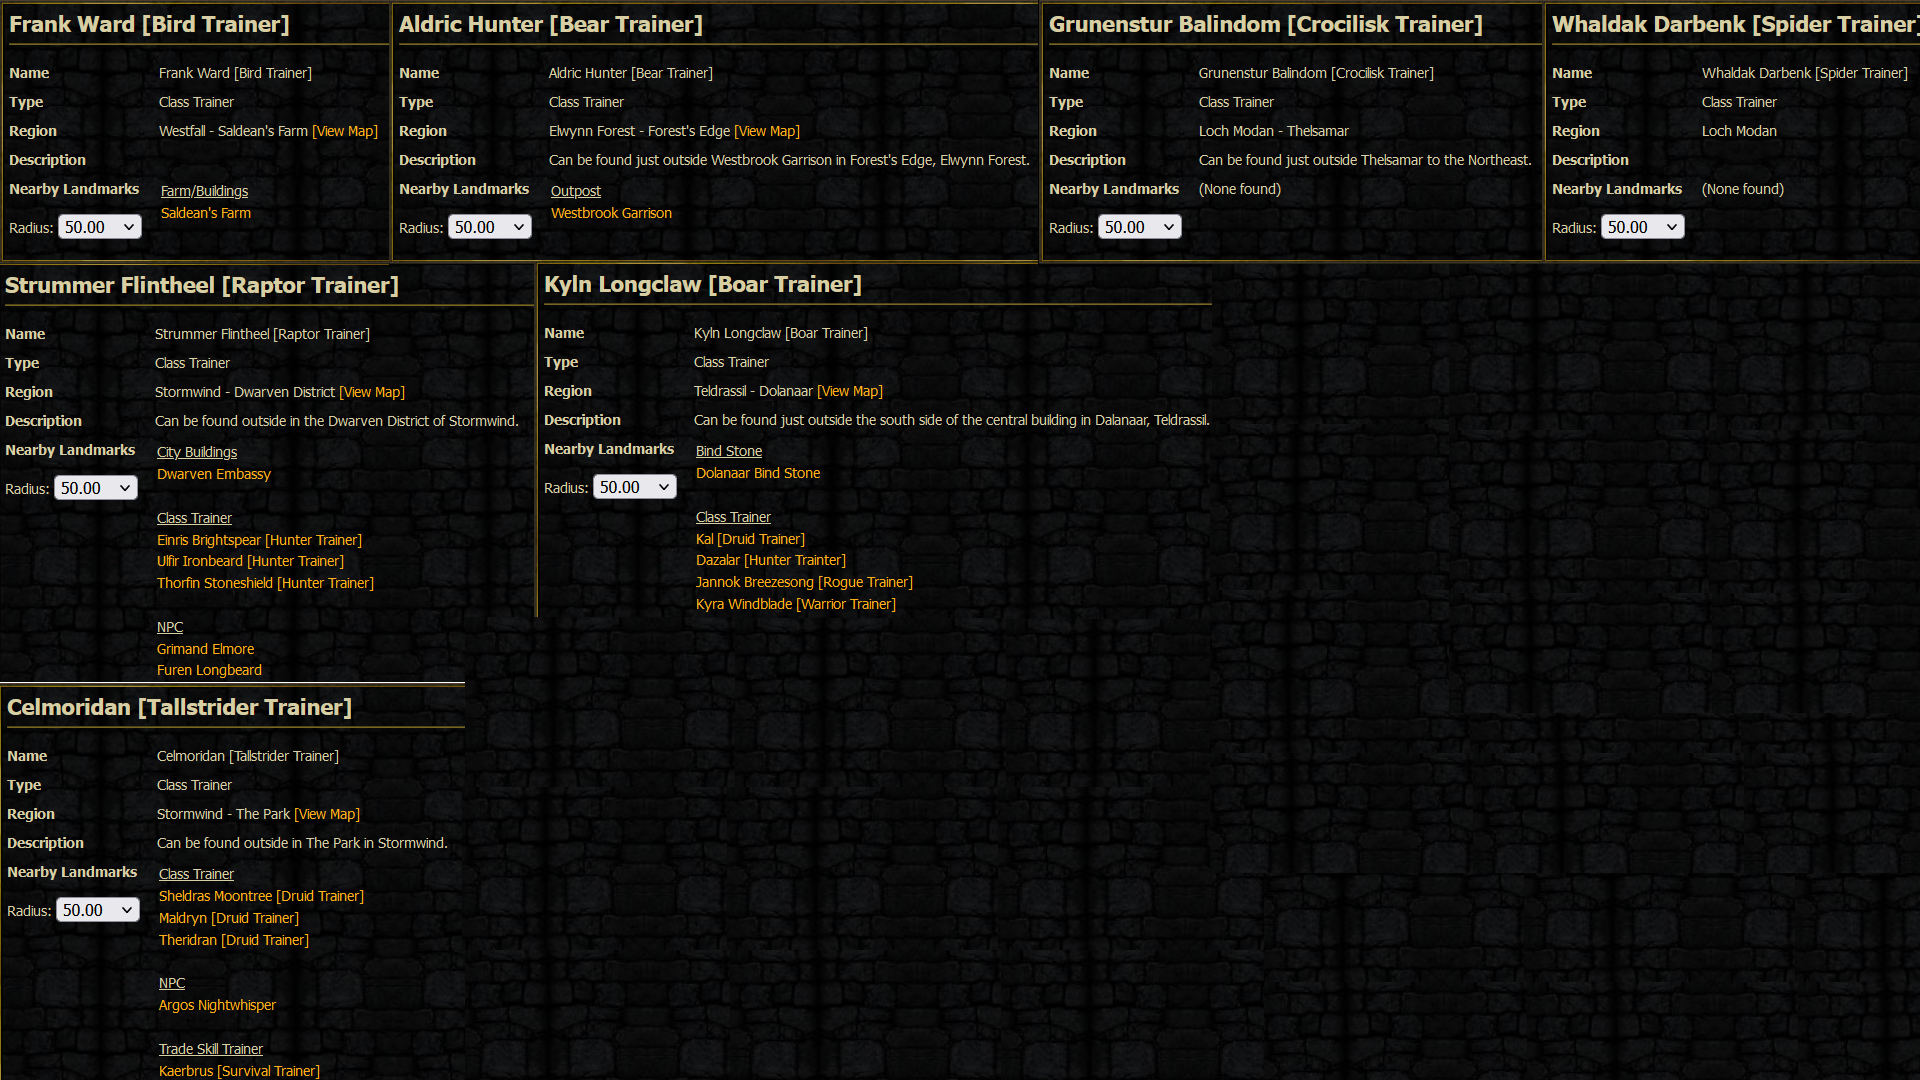 Frank Ward [Bird Trainer]
Name Frank Ward [Bird Trainer]
Type Class Trainer
Region Westfall - Saldean's Farm [View Map]
Description
Nearby Landmarks Farm/Buildings
Saldean's Farm
Radius: 50.00
Aldric Hunter [Bear Trainer]
Name Aldric Hunter [Bear Trainer]
Type Class Trainer
Region Elwynn Forest - Forest's Edge [View Map]
Description Can be found just outside Westbrook Garrison in Forest's Edge, Elwynn Forest.
Nearby Landmarks Outpost
Westbrook Garrison
Radius: 50.00
Grunenstur Balindom [Crocilisk Trainer]
Name Grunenstur Balindom [Crocilisk Trainer]
Type Class Trainer
Region Loch Modan - Thelsamar
Description Can be found just outside Thelsamar to the Northeast.
Nearby Landmarks (None found)
Radius: 50.00
Whaldak Darbenk [Spider Trainer]
Name Whaldak Darbenk [Spider Trainer]
Type Class Trainer
Region Loch Modan
Description
Nearby Landmarks (None found)
Radius: 50.00
Strummer Flintheel [Raptor Trainer]
Name Strummer Flintheel [Raptor Trainer]
Type Class Trainer
Region Stormwind - Dwarven District [View Map]
Description Can be found outside in the Dwarven District of Stormwind.
Nearby Landmarks City Buildings
Dwarven Embassy
Radius: 50.00
Class Trainer
Einris Brightspear [Hunter Trainer]
Ulfir Ironbeard [Hunter Trainer]
Thorfin Stoneshield [Hunter Trainer]
NPC
Grimand Elmore
Furen Longbeard
Kyln Longclaw [Boar Trainer]
Name Kyln Longclaw [Boar Trainer]
Type Class Trainer
Region Teldrassil - Dolanaar [View Map]
Description Can be found just outside the south side of the central building in Dalanaar, Teldrassil.
Nearby Landmarks Bind Stone
Dolanaar Bind Stone
Radius: 50.00
Class Trainer
Kal [Druid Trainer]
Dazalar [Hunter Trainter]
Jannok Breezesong [Rogue Trainer]
Kyra Windblade [Warrior Trainer]
Celmoridan [Tallstrider Trainer]
Name Celmoridan [Tallstrider Trainer]
Type Class Trainer
Region Stormwind - The Park [View Map]
Description Can be found outside in The Park in Stormwind.
Nearby Landmarks Class Trainer
Sheldras Moontree [Druid Trainer]
Radius: 50.00
Maldryn [Druid Trainer]
Theridran [Druid Trainer]
NPC
Argos Nightwhisper
Trade Skill Trainer
Kaerbrus [Survival Trainer]